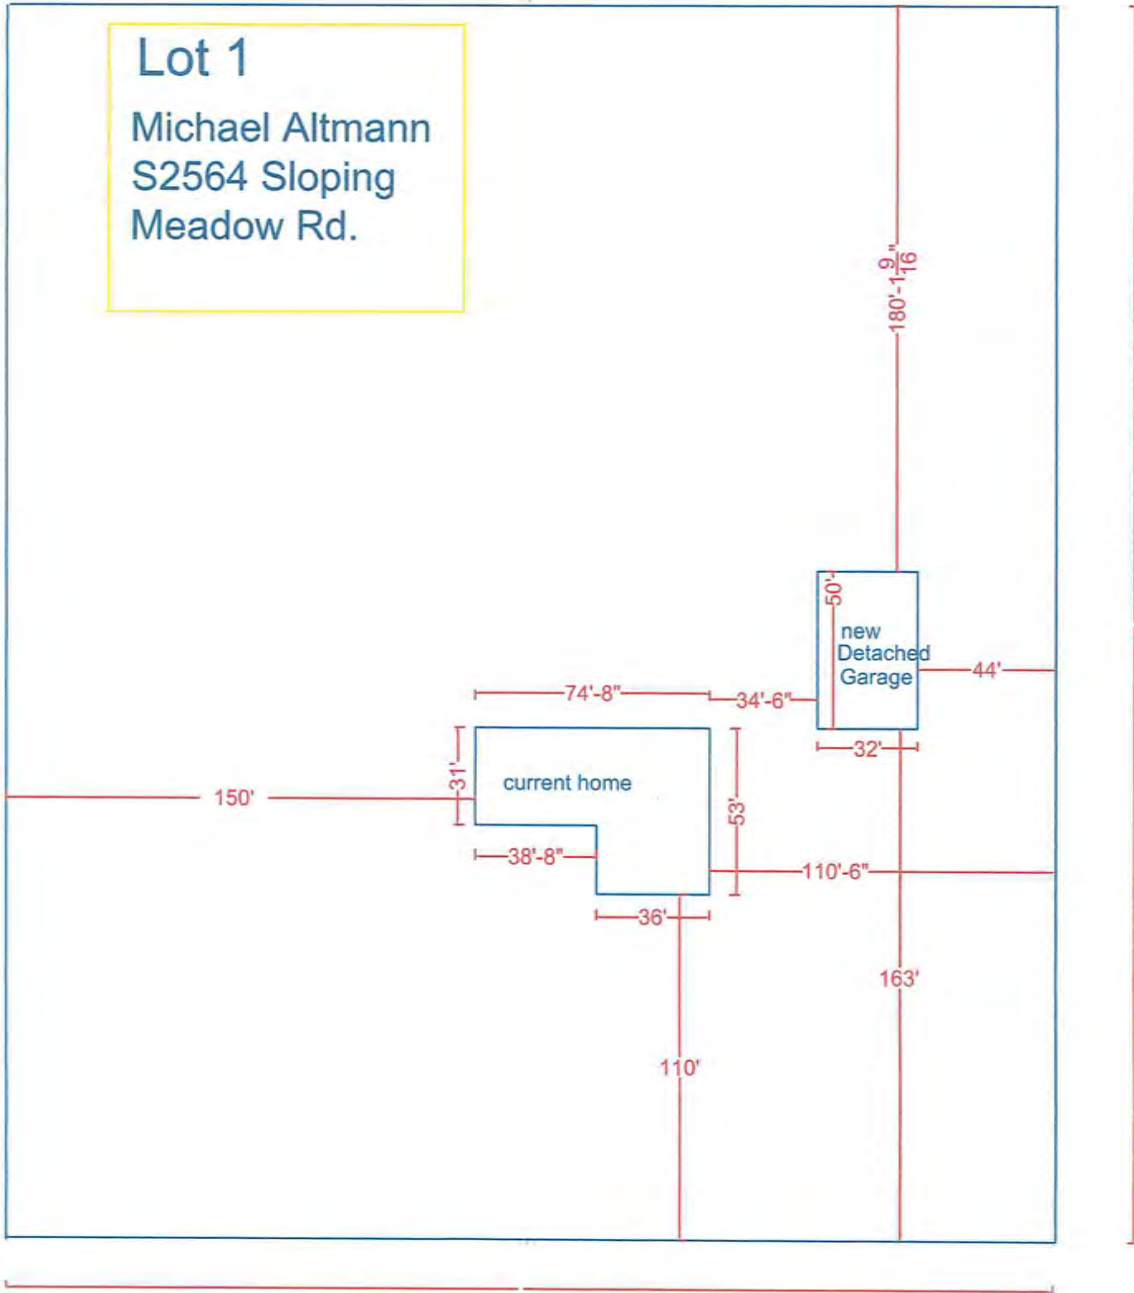 Lot 1
Michael Altmann
S2564 Sloping
Meadow Rd.
180'-1 9/16"
50'
new
Detached
Garage
44'
74'-8"
34'-6"
32'
31'
current home
150'
53'
38'-8"
110'-6"
36'
163'
110'